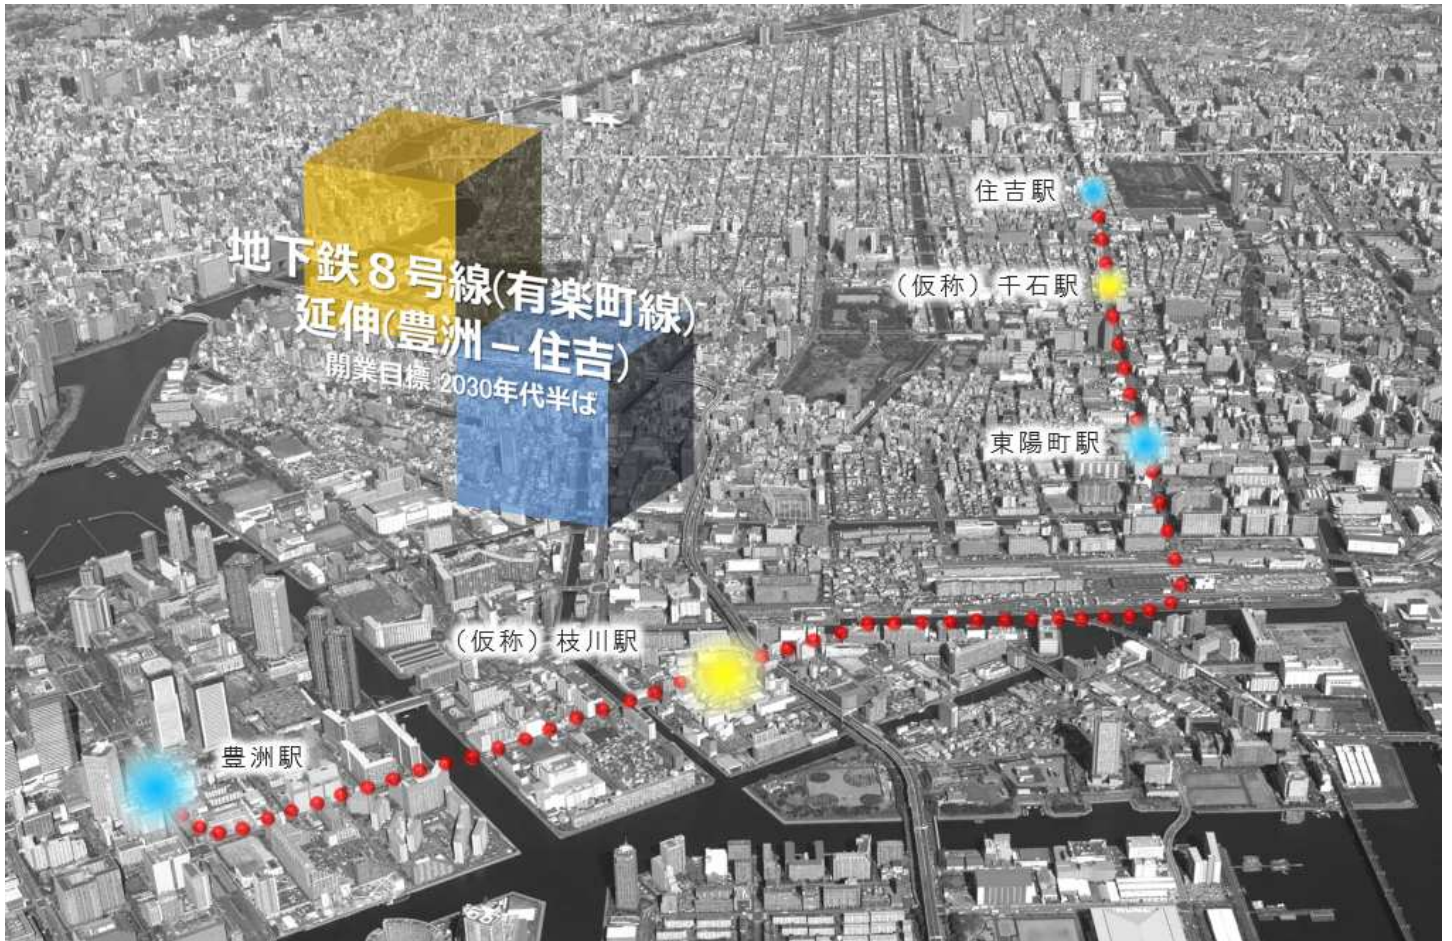 地下鉄8号線(有楽町線)
延伸(豊洲−住吉)
開業目標 2030年代半ば
住吉駅
(仮称) 千石駅
東陽町駅
(仮称) 枝川駅
豊洲駅